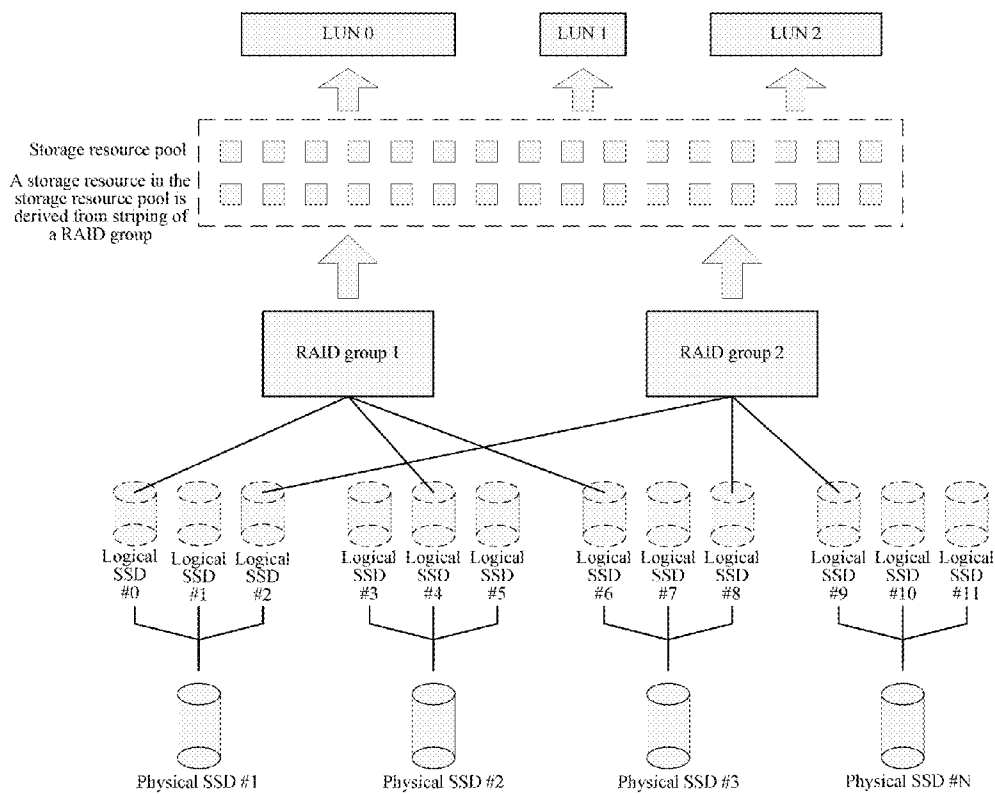 LUN 0
LUN 1
LUN 2
Storage resource pool
A storage resource in the
storage resource pool is
derived from striping of
a RAID group
RAID group 1
RAID group 2
Logical
SSD
#0
Logical
SSD
#1
Logical
SSD
#2
Logical
SSD
#3
Logical
SSD
#4
Logical
SSD
#5
Logical
SSD
#6
Logical
SSD
#7
Logical
SSD
#8
Logical
SSD
#9
Logical
SSD
#10
Logical
SSD
#11
Physical SSD #1
Physical SSD #2
Physical SSD #3
Physical SSD #N